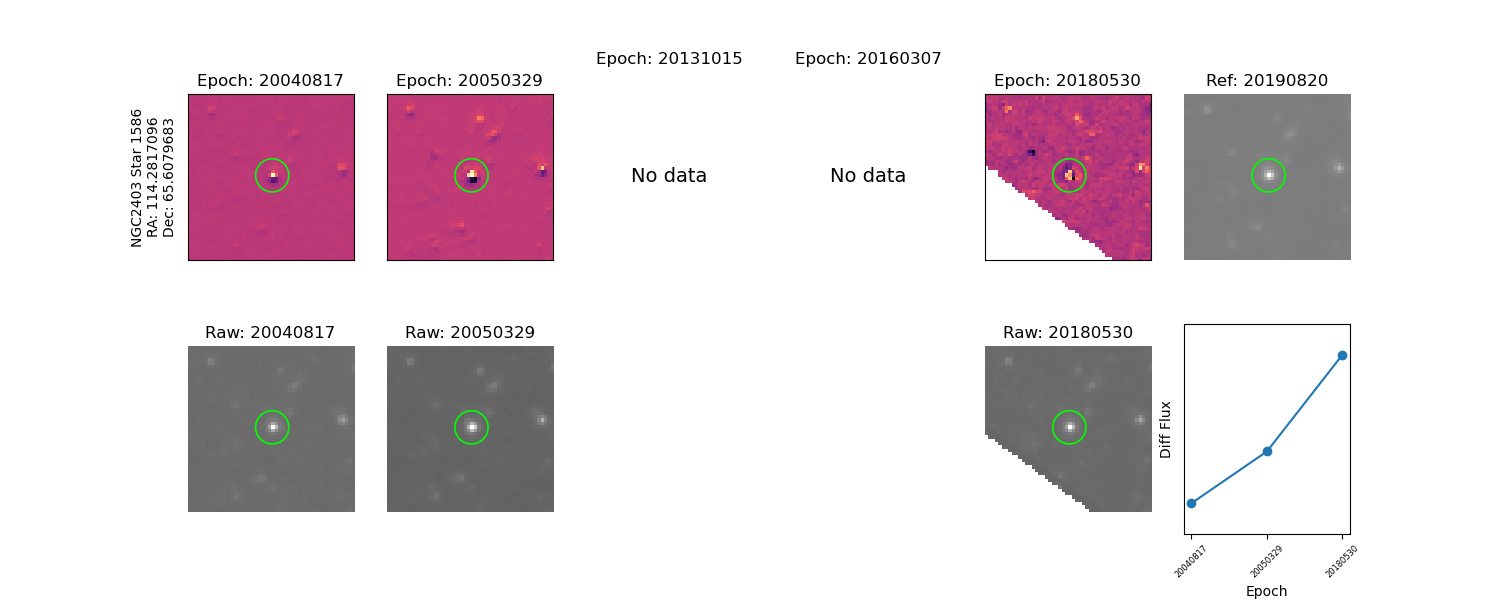 Epoch: 20131015
Epoch: 20160307
Epoch: 20040817
Epoch: 20050329
Epoch: 20180530
Ref: 20190820
NGC2403 Star 1586
RA: 114.2817096
Dec: 65.6079683
No data
No data
Raw: 20040817
Raw: 20050329
Raw: 20180530
Diff Flux
20040817
20050329
20180530
Epoch